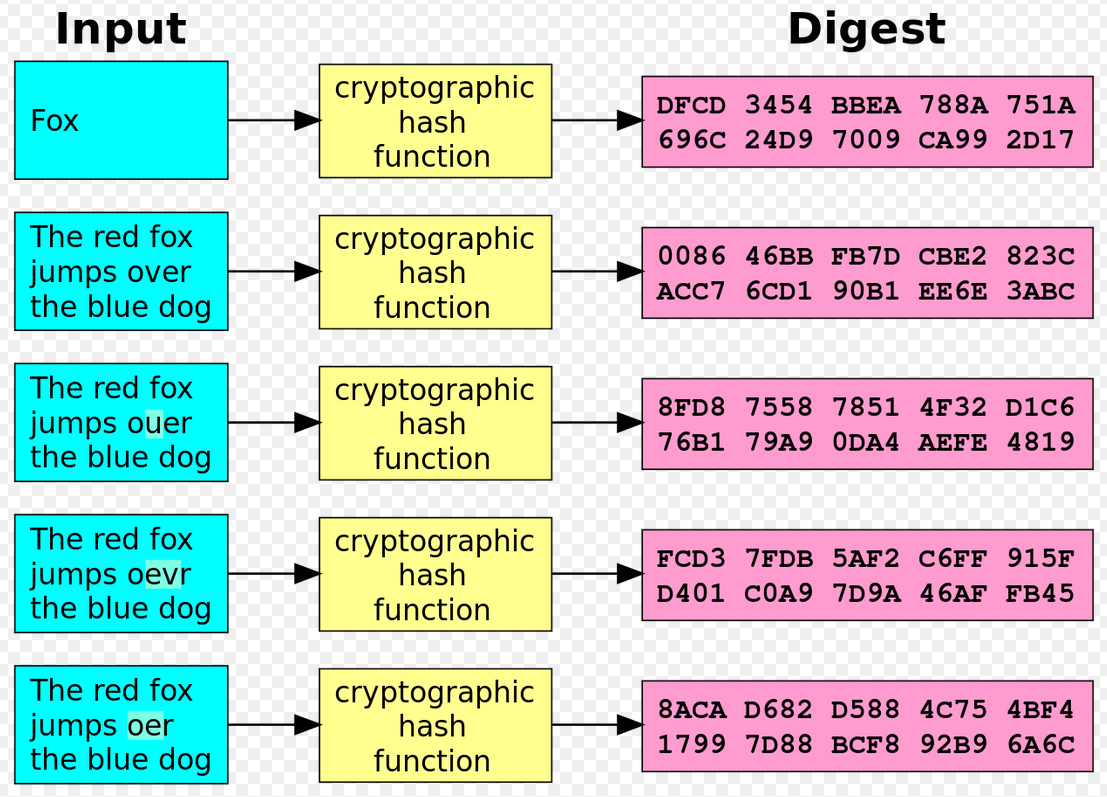 Input
Digest
Fox
cryptographic
hash
function
DFCD 3454 BBEA 788A 751A
696C 24D9 7009 CA99 2D17
The red fox
jumps over
the blue dog
cryptographic
hash
function
0086 46BB FB7D CBE2 823C
ACC7 6CD1 90B1 EE6E 3ABC
The red fox
jumps ouer
the blue dog
cryptographic
hash
function
8FD8 7558 7851 4F32 D1C6
76B1 79A9 0DA4 AEFE 4819
The red fox
jumps oevr
the blue dog
cryptographic
hash
function
FCD3 7FDB 5AF2 C6FF 915F
D401 C0A9 7D9A 46AF FB45
The red fox
jumps oer
the blue dog
cryptographic
hash
function
8ACA D682 D588 4C75 4BF4
1799 7D88 BCF8 92B9 6A6C